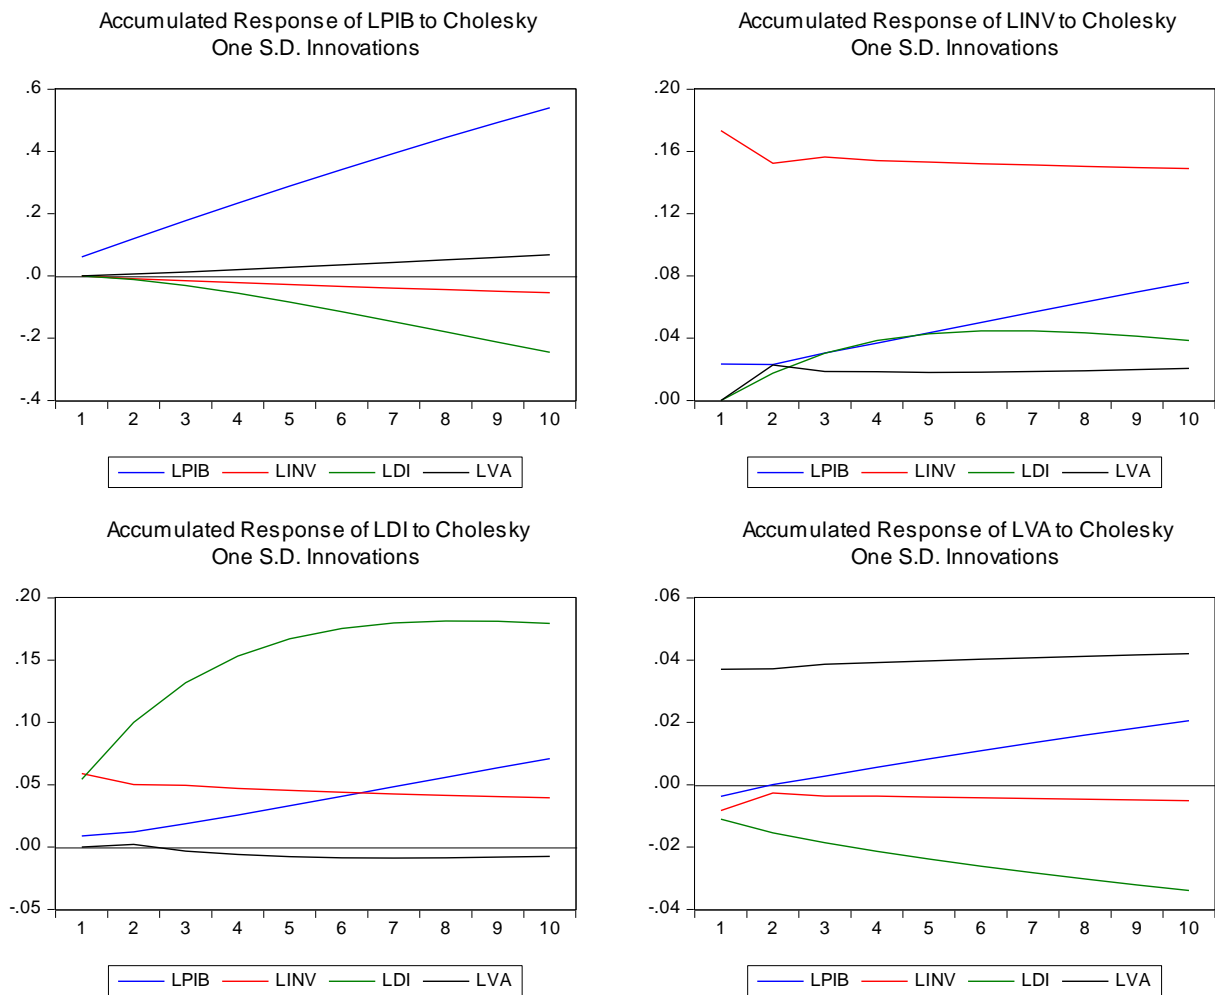 Accumulated Response of LPIB to Cholesky
One S.D. Innovations
.6
.4
.2
.0
-.2
-.4
1 2 3 4 5 6 7 8 9 10
LPIB LINV LDI LVA
Accumulated Response of LINV to Cholesky
One S.D. Innovations
.20
.16
.12
.08
.04
.00
1 2 3 4 5 6 7 8 9 10
LPIB LINV LDI LVA
Accumulated Response of LDI to Cholesky
One S.D. Innovations
.20
.15
.10
.05
.00
-.05
1 2 3 4 5 6 7 8 9 10
LPIB LINV LDI LVA
Accumulated Response of LVA to Cholesky
One S.D. Innovations
.06
.04
.02
.00
-.02
-.04
1 2 3 4 5 6 7 8 9 10
LPIB LINV LDI LVA